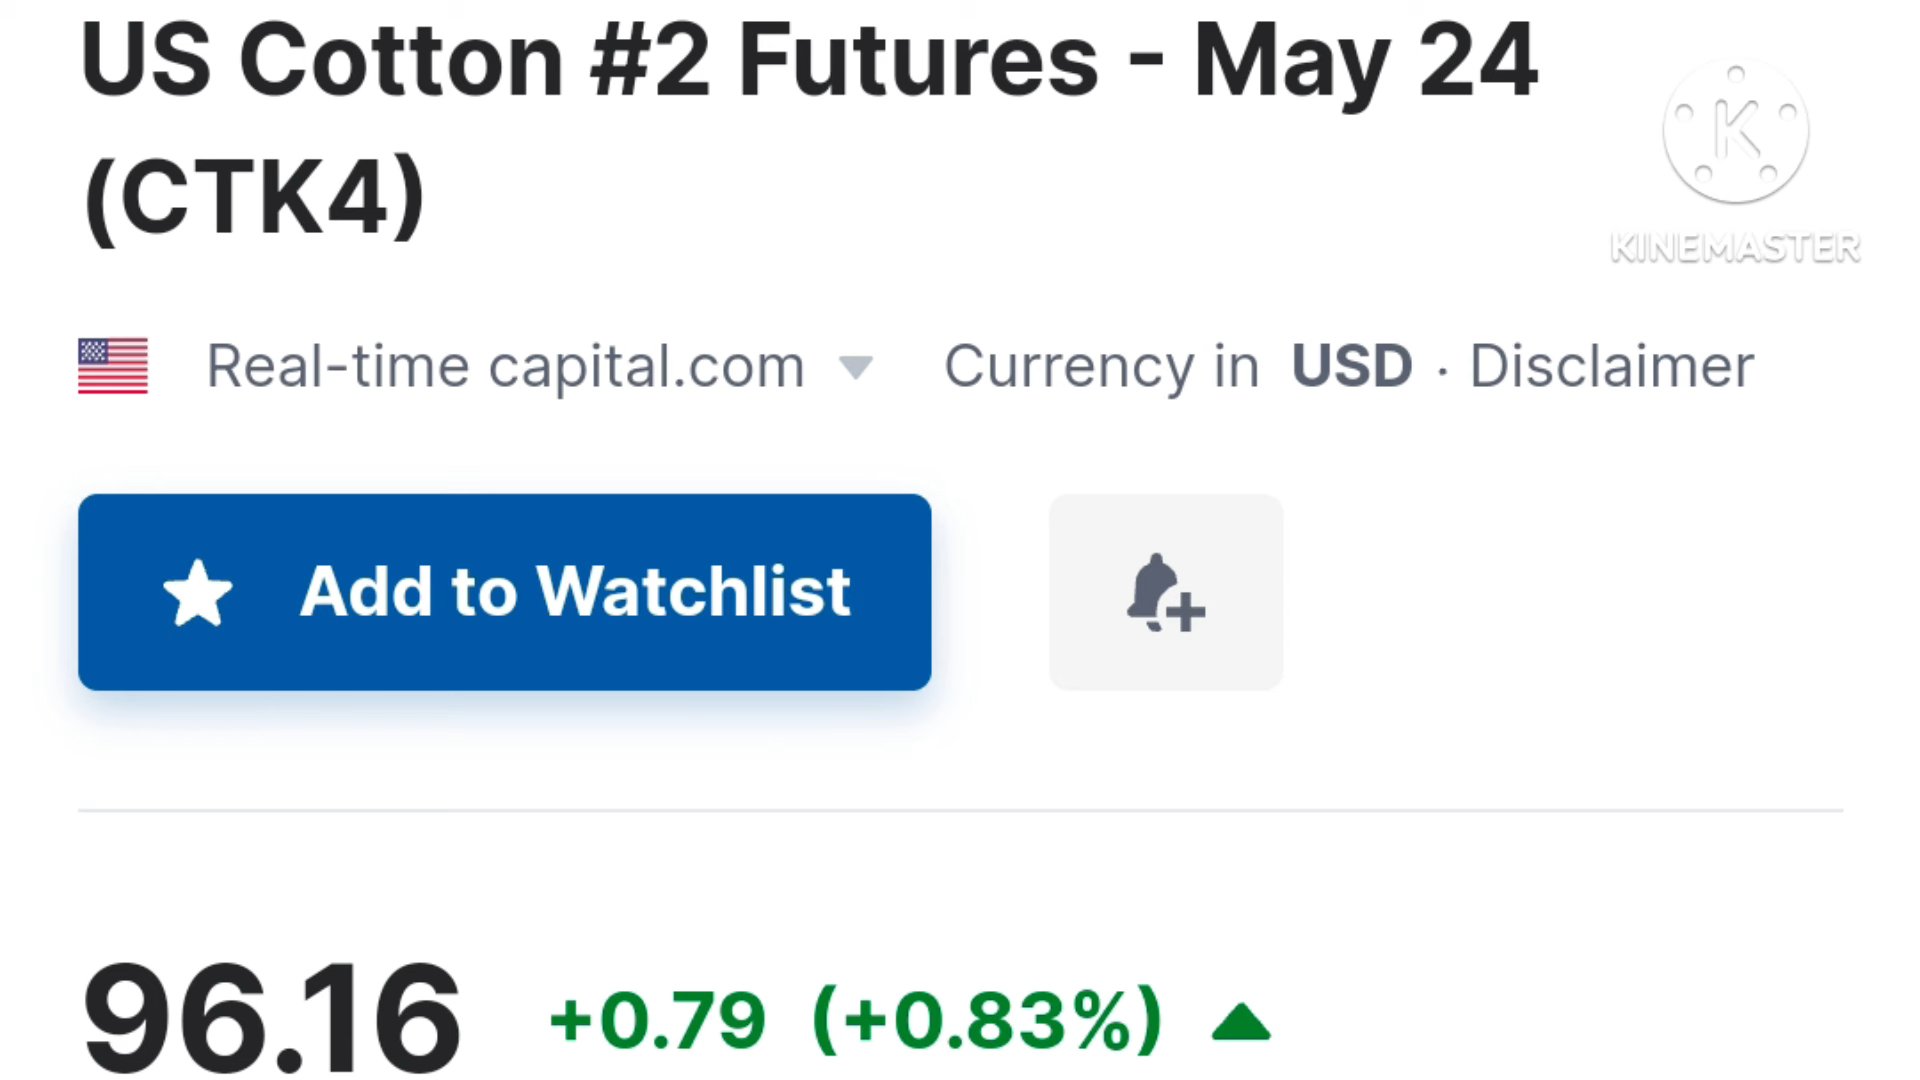 US Cotton #2 Futures - May 24
(CTK4)
K
KINEMASTER
Real-time capital.com Currency in USD · Disclaimer
Add to Watchlist
96.16 +0.79 (+0.83%)